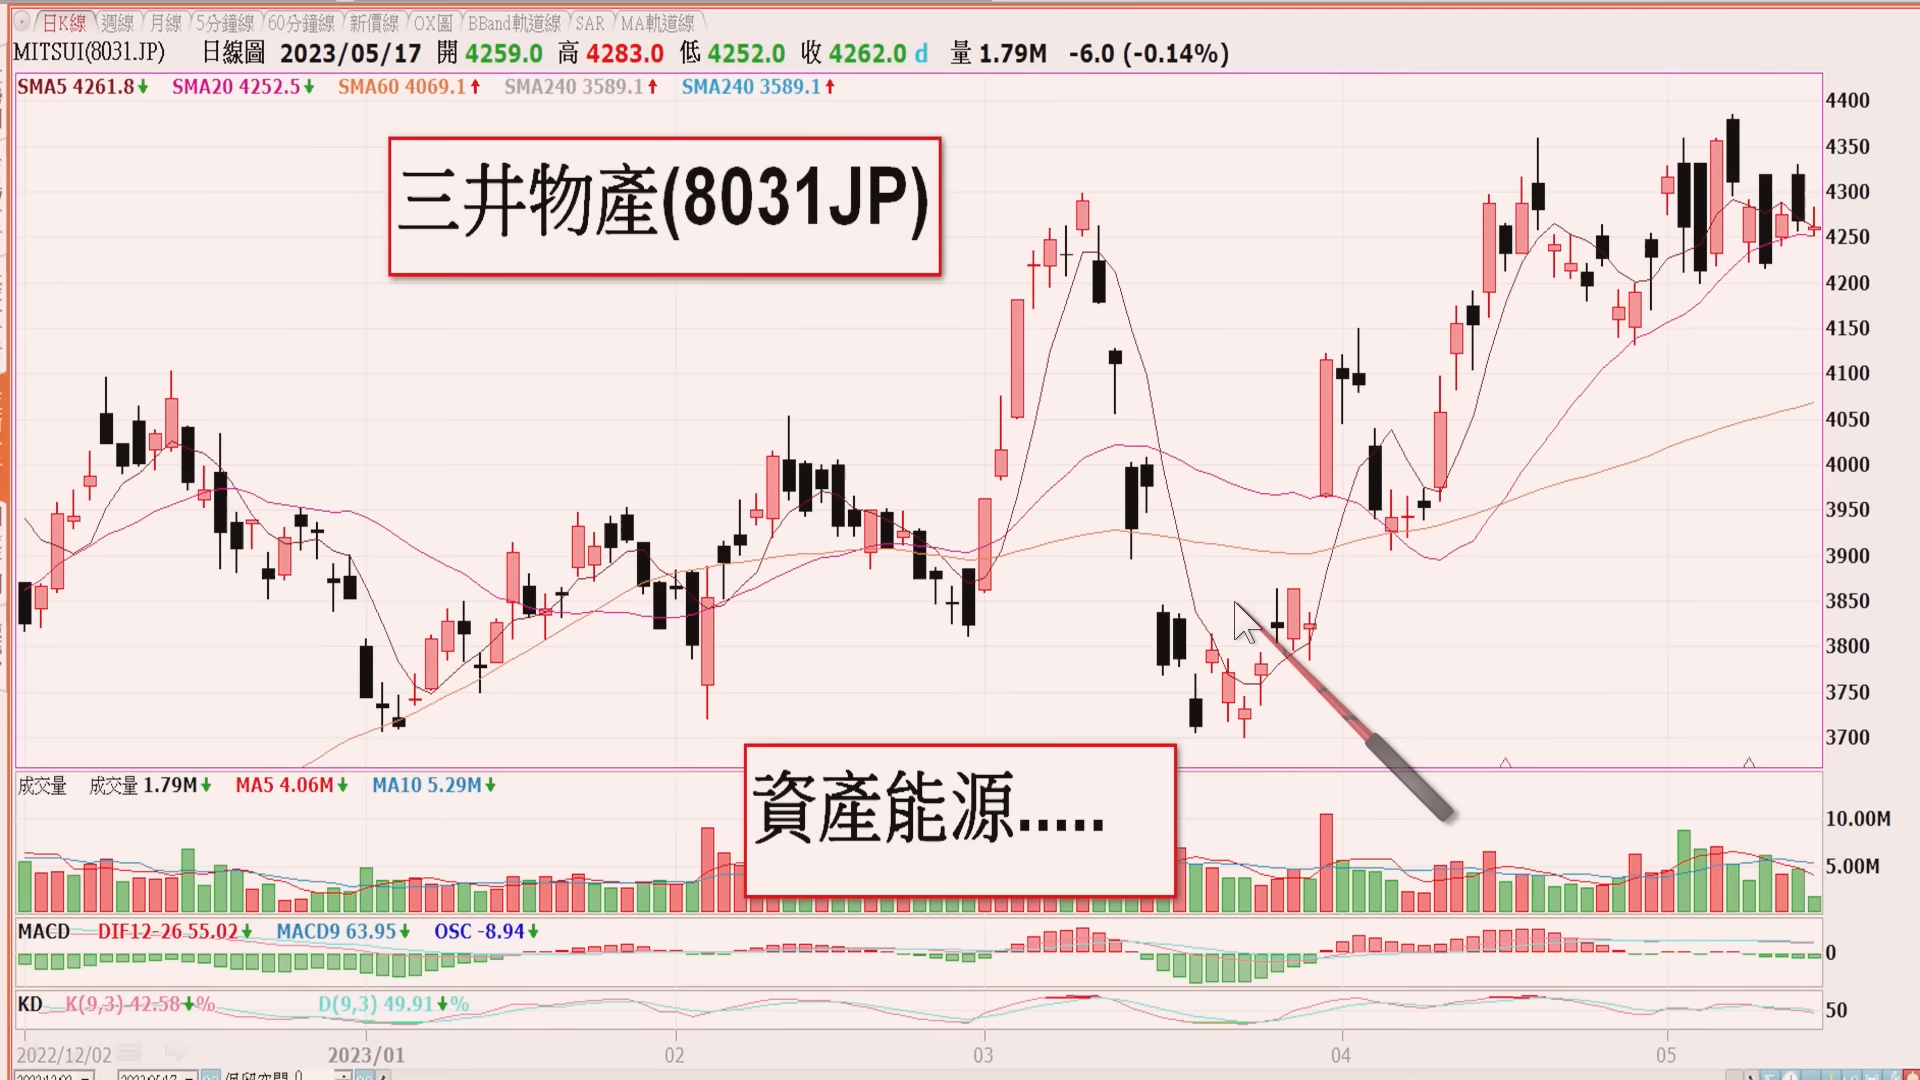 日K線 週線 月線 5分鐘線 60分鐘線 新價線 OX圖 BBand軌道線 SAR MA軌道線
MITSUI(8031.JP) 日線圖 2023/05/17 開 4259.0 高 4283.0 低 4252.0 收 4262.0 d 量 1.79M -6.0 (-0.14%)
SMA5 4261.8↓ SMA20 4252.5↓ SMA60 4069.1↑ SMA240 3589.1↑ SMA240 3589.1↑
三井物產(8031JP)
4400
4350
4300
4250
4200
4150
4100
4050
4000
3950
3900
3850
3800
3750
3700
資產能源.....
成交量 成交量 1.79M↓ MA5 4.06M↓ MA10 5.29M↓
10.00M
5.00M
MACD DIF12-26 55.02↓ MACD9 63.95↓ OSC -8.94↓
0
KD K(9,3) 42.58↓% D(9,3) 49.91↓%
50
2022/12/02 2023/01 02 03 04 05